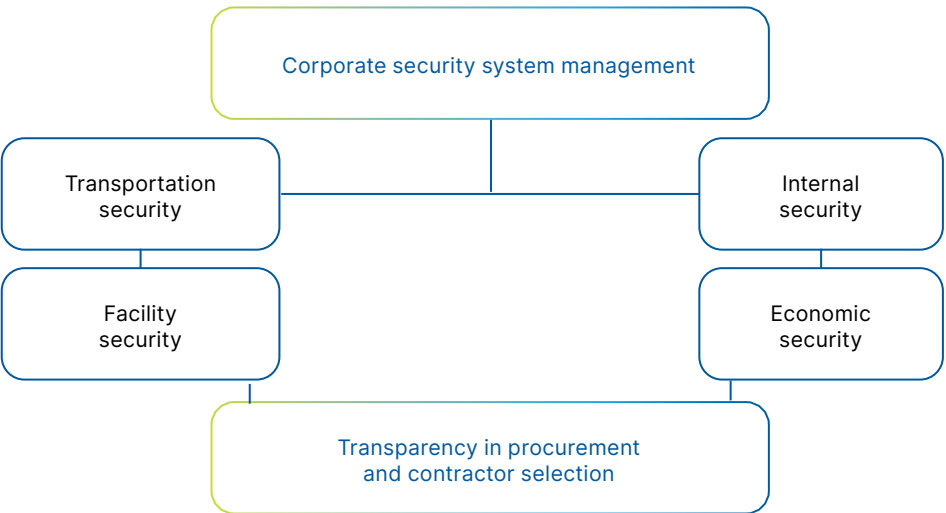 Corporate security system management
Transportation
security
Internal
security
Facility
security
Economic
security
Transparency in procurement
and contractor selection